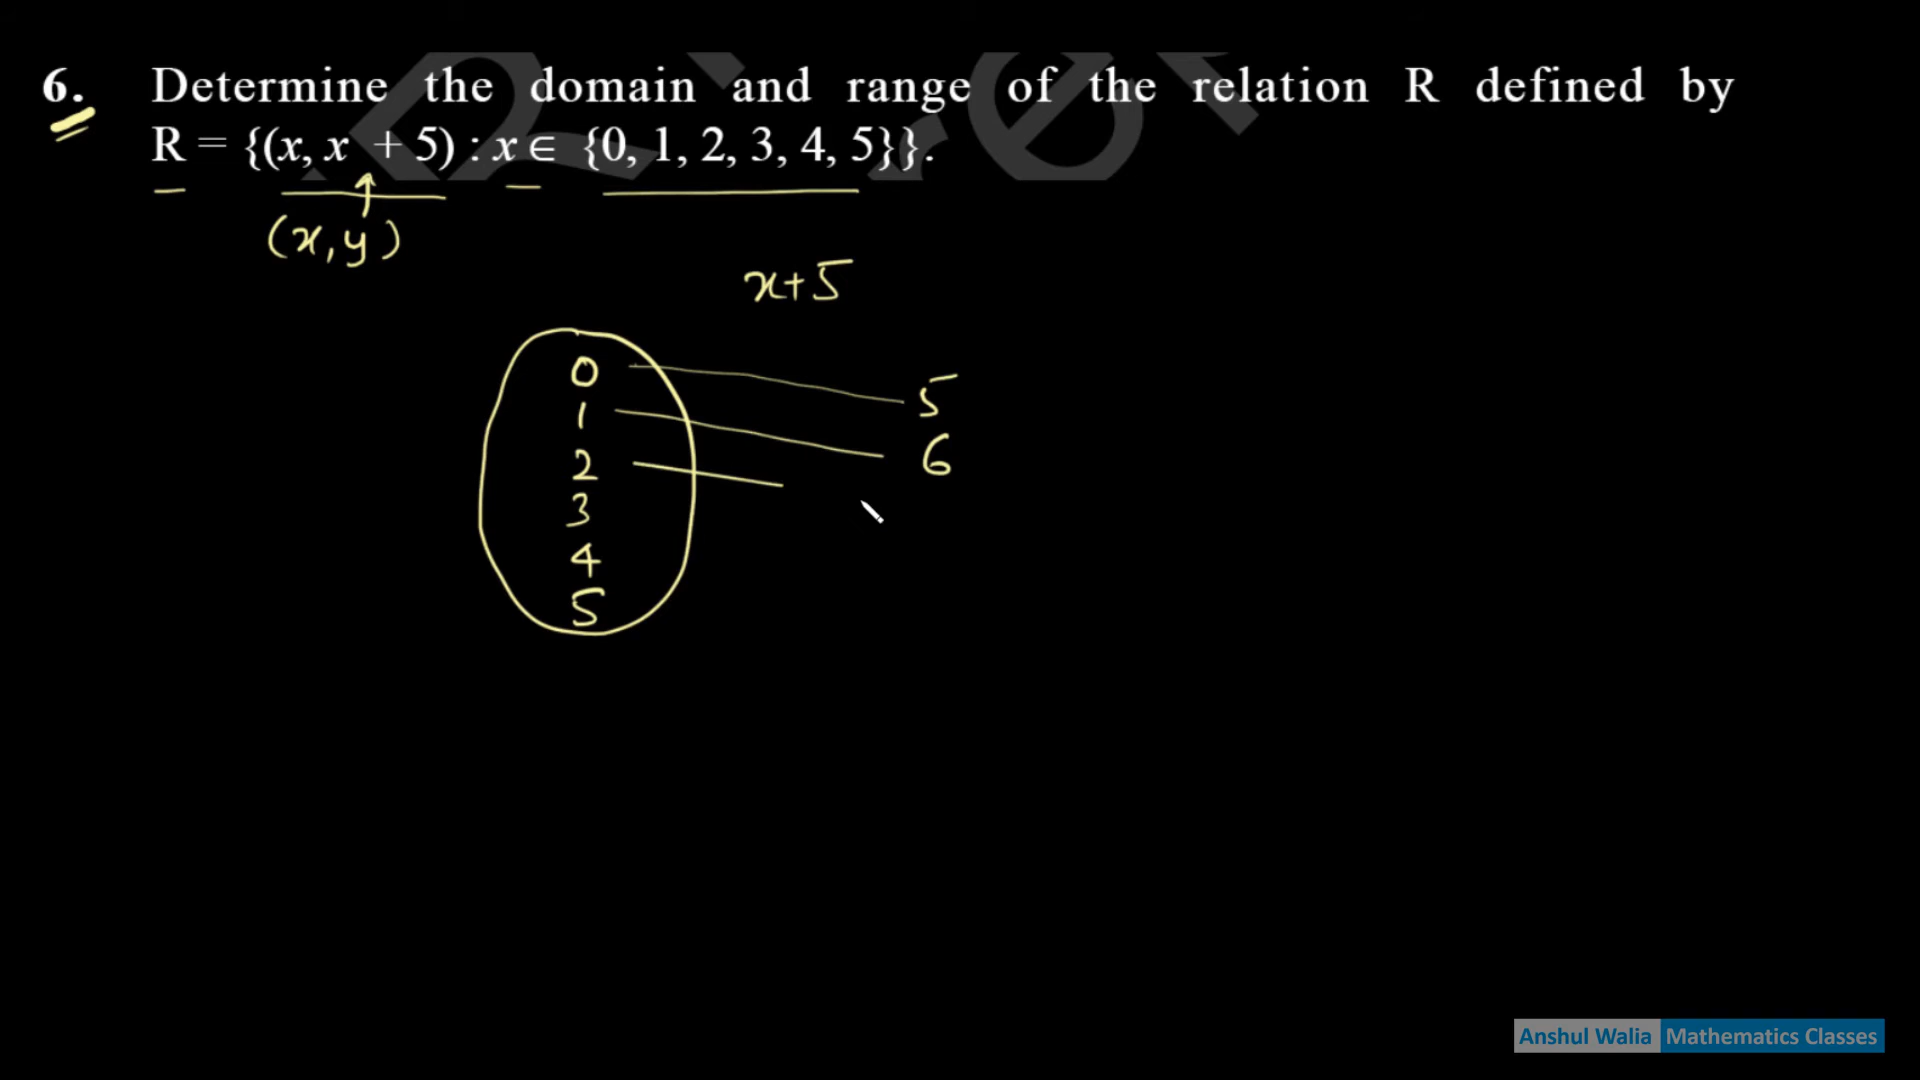 6. Determine the domain and range of the relation R defined by
R = {(x, x + 5) : x ∈ {0, 1, 2, 3, 4, 5}}.
(x, y)
x+5
0
5
1
6
2
3
4
5
Anshul Walia Mathematics Classes